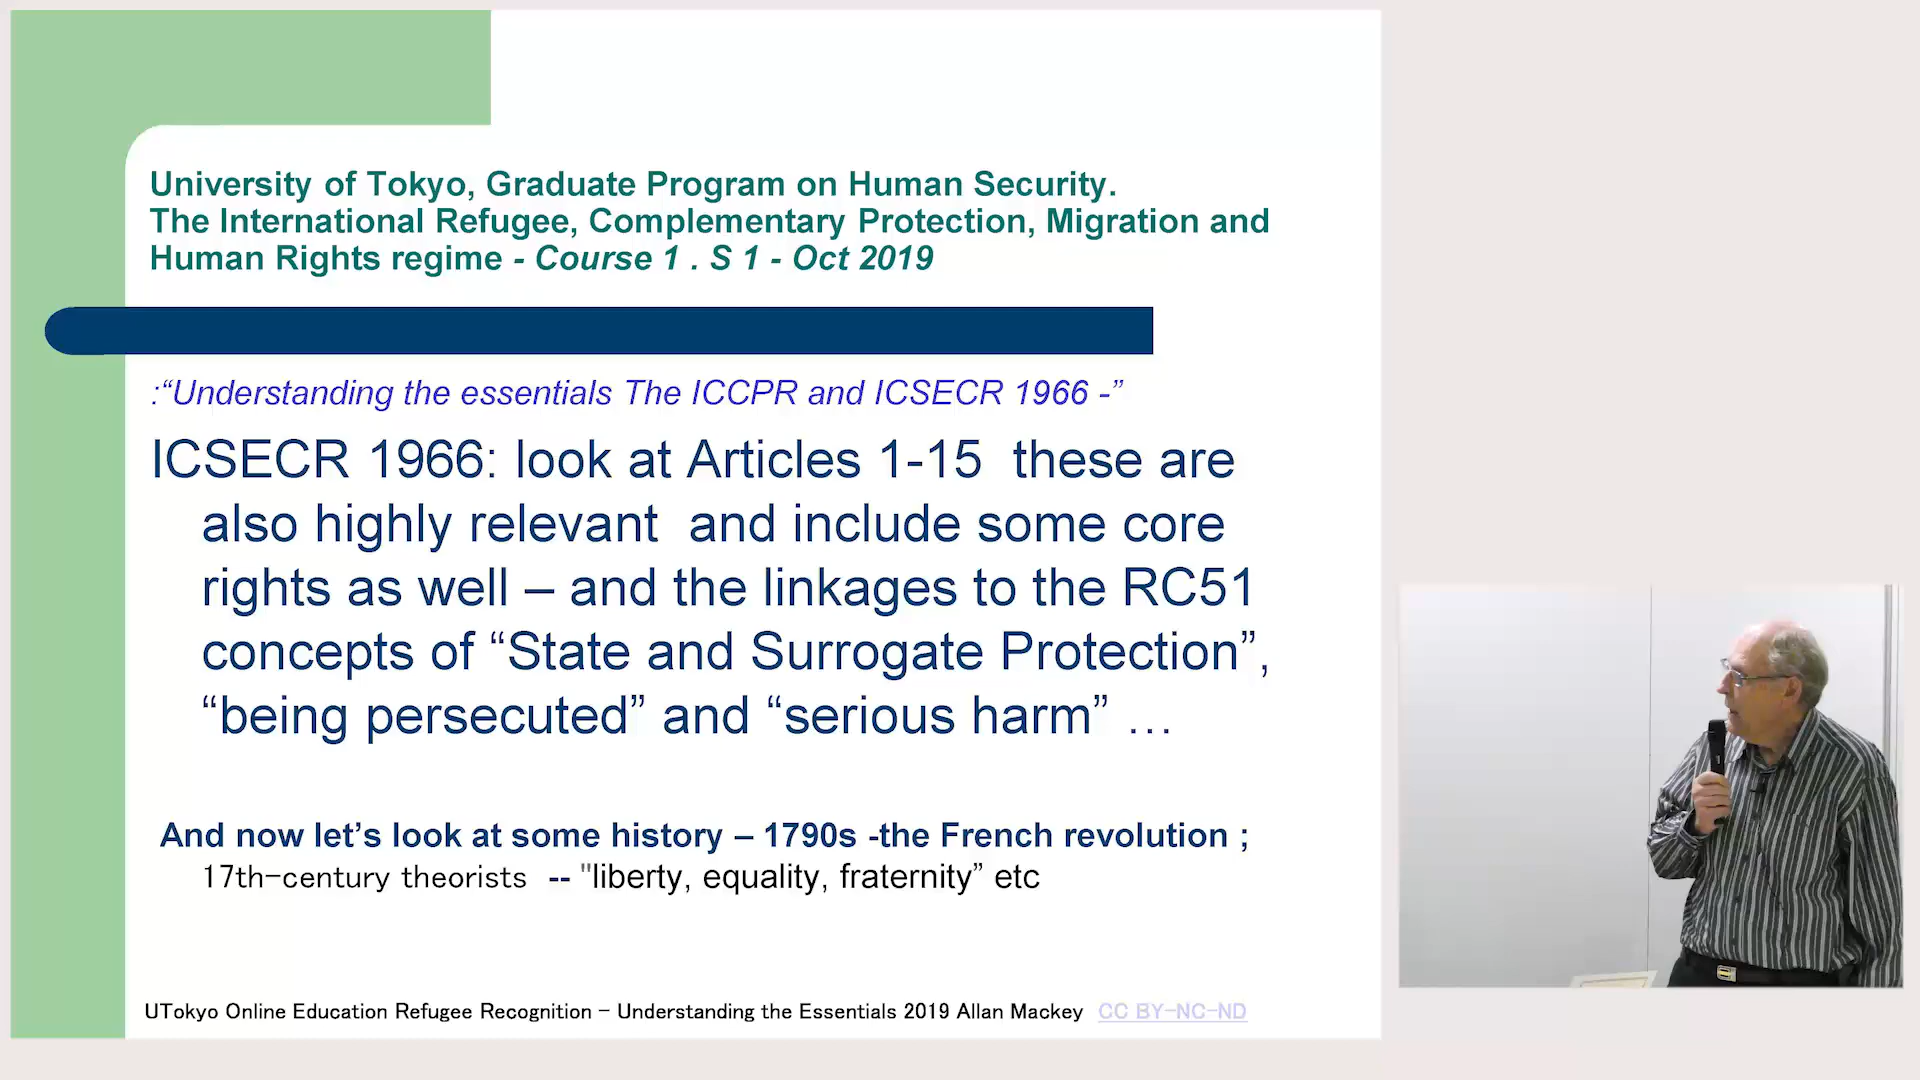 University of Tokyo, Graduate Program on Human Security.
The International Refugee, Complementary Protection, Migration and
Human Rights regime - Course 1 . S 1 - Oct 2019
:“Understanding the essentials The ICCPR and ICSECR 1966 -”
ICSECR 1966: look at Articles 1-15 these are
also highly relevant and include some core
rights as well – and the linkages to the RC51
concepts of “State and Surrogate Protection”,
“being persecuted” and “serious harm” …
And now let’s look at some history – 1790s -the French revolution ;
17th-century theorists -- "liberty, equality, fraternity” etc
UTokyo Online Education Refugee Recognition – Understanding the Essentials 2019 Allan Mackey CC BY-NC-ND